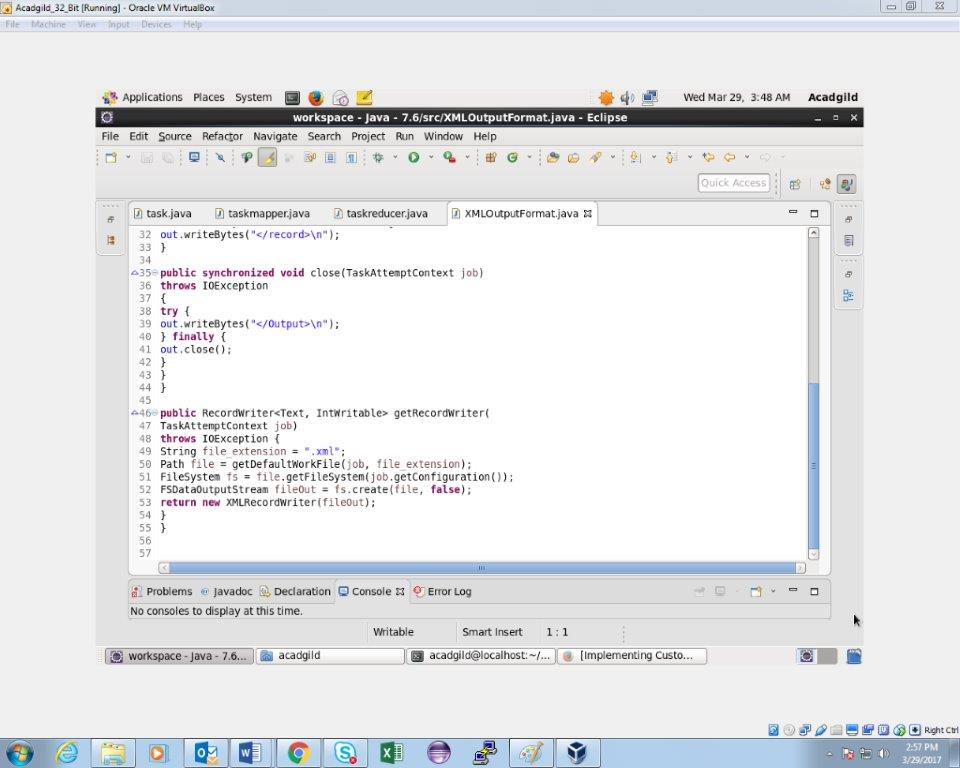 Acadgild_32_Bit [Running] - Oracle VM VirtualBox
File Machine View Input Devices Help
Applications Places System Wed Mar 29, 3:48 AM Acadgild
workspace - Java - 7.6/src/XMLOutputFormat.java - Eclipse
File Edit Source Refactor Navigate Search Project Run Window Help
Quick Access
task.java taskmapper.java taskreducer.java XMLOutputFormat.java
32 out.writeBytes("</record>\n");
33 }
34
35 public synchronized void close(TaskAttemptContext job)
36 throws IOException
37 {
38 try {
39 out.writeBytes("</Output>\n");
40 } finally {
41 out.close();
42 }
43 }
44 }
45
46 public RecordWriter<Text, IntWritable> getRecordWriter(
47 TaskAttemptContext job)
48 throws IOException {
49 String file_extension = ".xml";
50 Path file = getDefaultWorkFile(job, file_extension);
51 FileSystem fs = file.getFileSystem(job.getConfiguration());
52 FSDataOutputStream fileOut = fs.create(file, false);
53 return new XMLRecordWriter(fileOut);
54 }
55 }
56
57
Problems Javadoc Declaration Console Error Log
No consoles to display at this time.
Writable Smart Insert 1 : 1
workspace - Java - 7.6... acadgild acadgild@localhost:~/... [Implementing Custo...
Right Ctrl
2:57 PM
3/29/2017